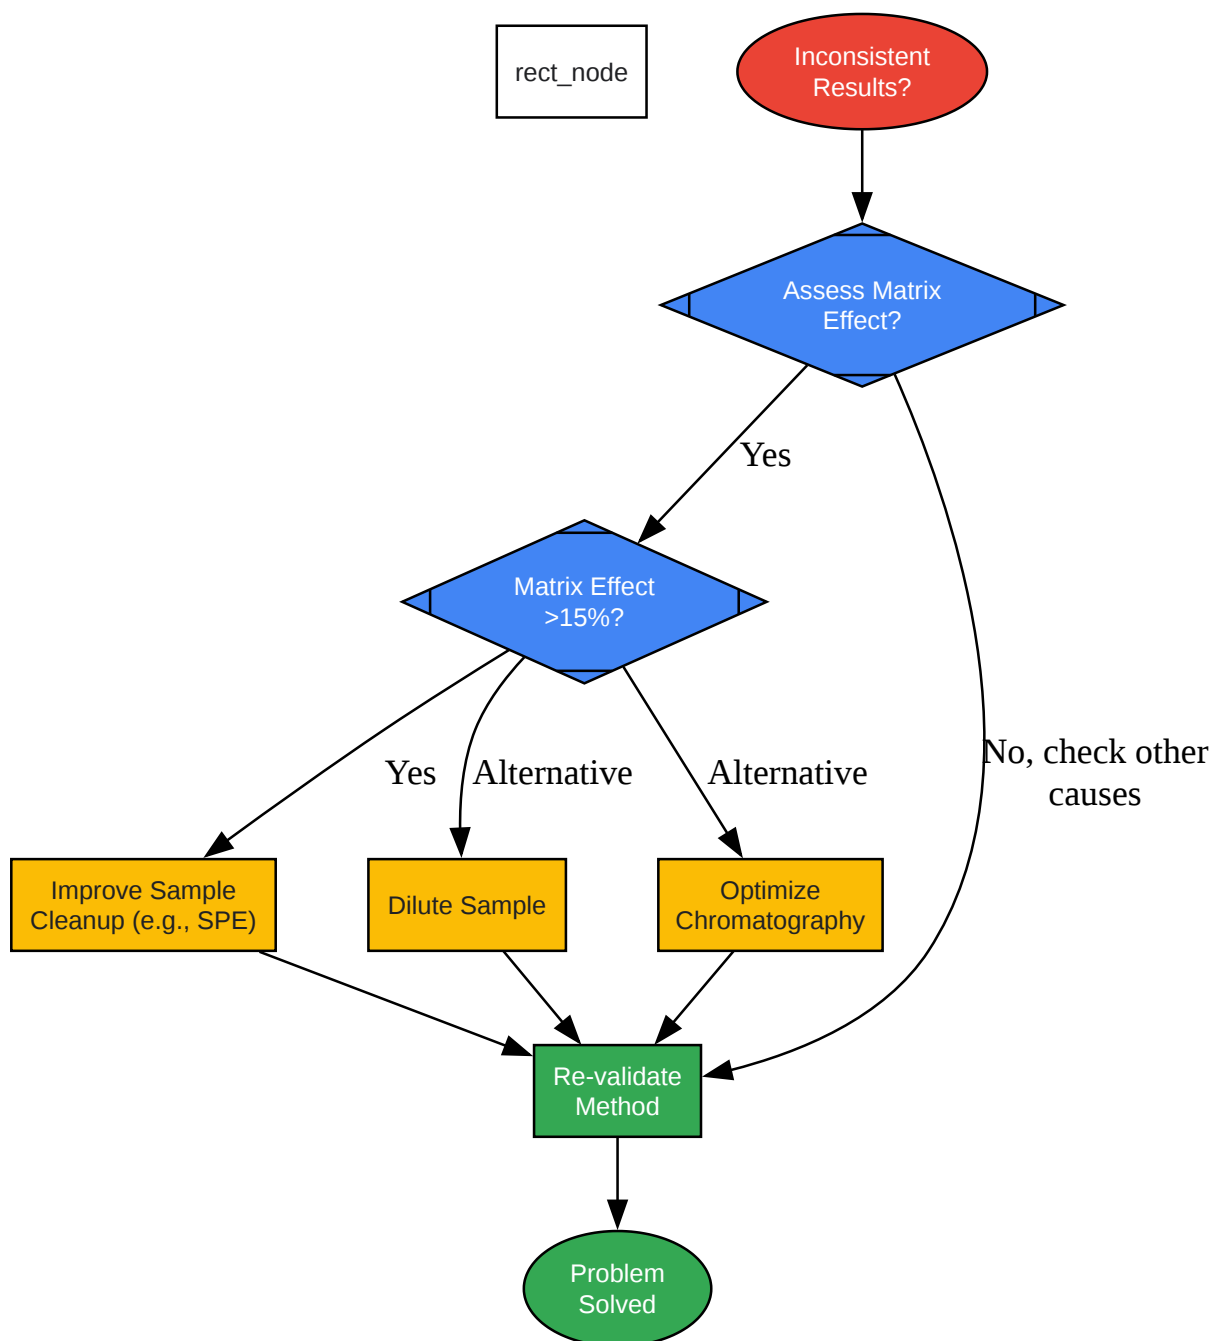 rect_node
Inconsistent
Results?
Assess Matrix
Effect?
Yes
Matrix Effect
>15%?
Yes
Alternative
Alternative
No, check other
causes
Improve Sample
Cleanup (e.g., SPE)
Dilute Sample
Optimize
Chromatography
Re-validate
Method
Problem
Solved